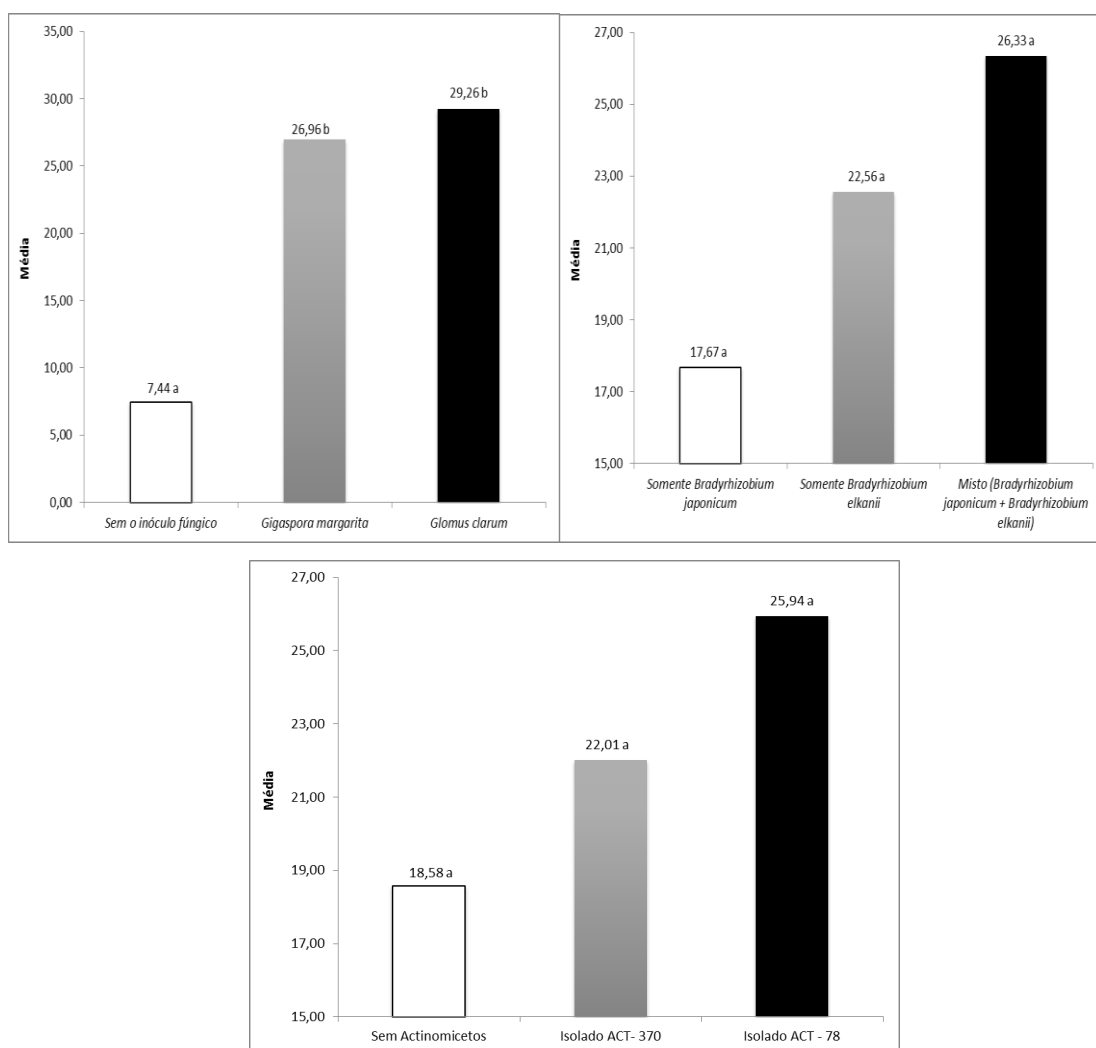 35,00
30,00
25,00
20,00
15,00
10,00
5,00
0,00
Média
7,44 a
26,96 b
29,26 b
Sem o inóculo fúngico
Gigaspora margarita
Glomus clarum
27,00
25,00
23,00
21,00
19,00
17,00
15,00
Média
17,67 a
22,56 a
26,33 a
Somente Bradyrhizobium
japonicum
Somente Bradyrhizobium
elkanii
Misto (Bradyrhizobium
japonicum + Bradyrhizobium
elkanii)
27,00
25,00
23,00
21,00
19,00
17,00
15,00
Média
18,58 a
22,01 a
25,94 a
Sem Actinomicetos
Isolado ACT- 370
Isolado ACT - 78